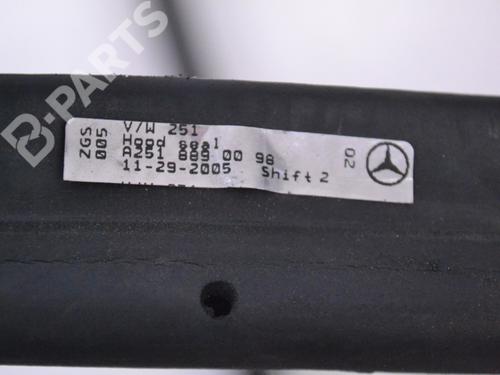 B-PARTS
ZGS
005
V/W 251
Hood seal
A251 889 00 98
11-29-2005 Shift 2
02